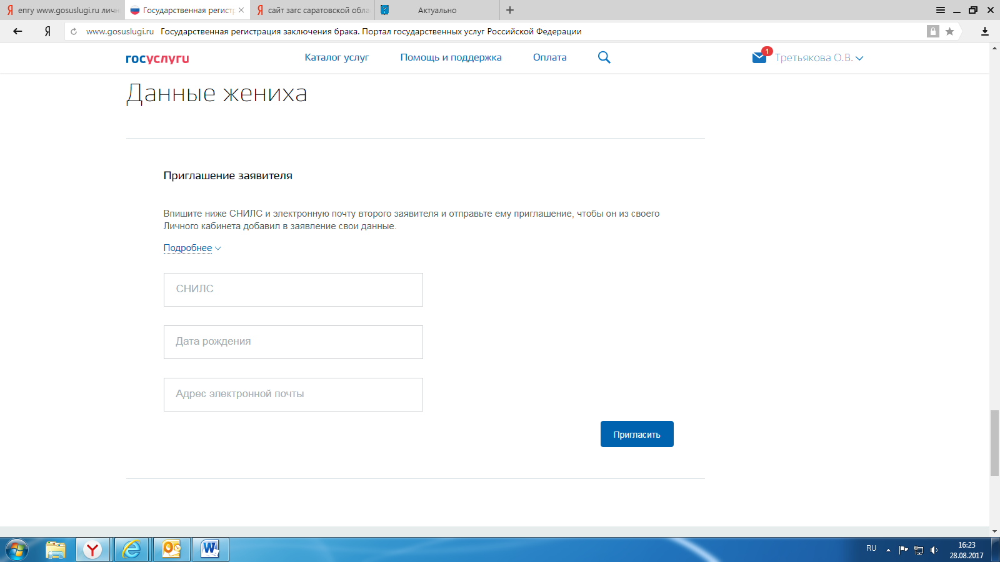 епгу www.gosuslugi.ru личн
Государственная регистр
сайт загс саратовской обла
Актуально
www.gosuslugi.ru Государственная регистрация заключения брака. Портал государственных услуг Российской Федерации
госуслуги
Каталог услуг
Помощь и поддержка
Оплата
1
Третьякова О.В.
Данные жениха
Приглашение заявителя
Впишите ниже СНИЛС и электронную почту второго заявителя и отправьте ему приглашение, чтобы он из своего
Личного кабинета добавил в заявление свои данные.
Подробнее
СНИЛС
Дата рождения
Адрес электронной почты
Пригласить
RU
16:23
28.08.2017